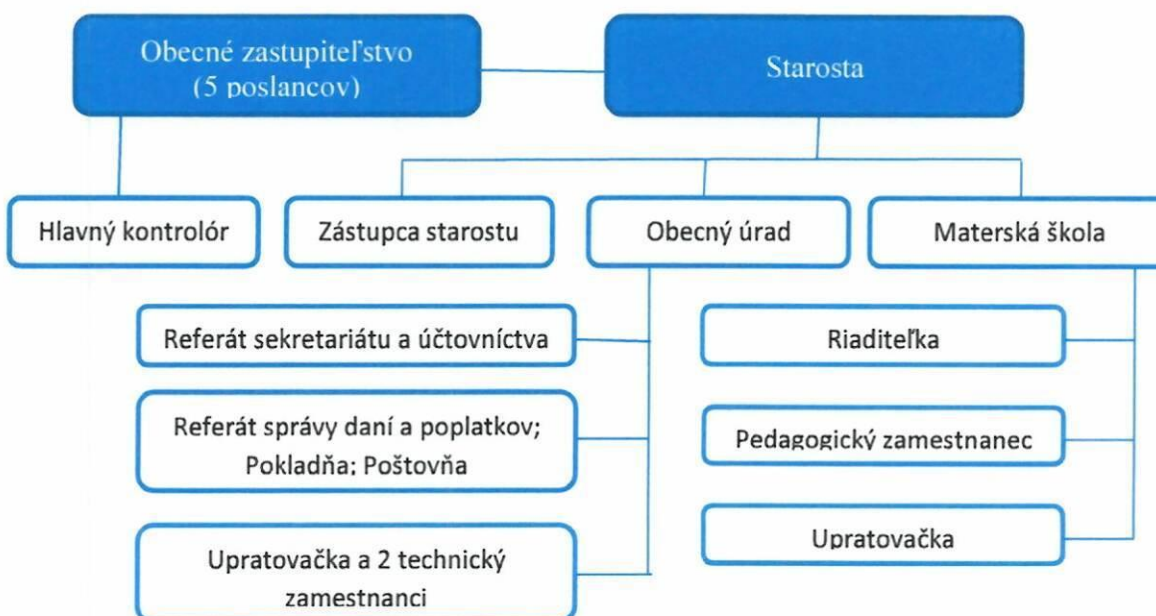 Obecné zastupiteľstvo
(5 poslancov)
Starosta
Hlavný kontrolór
Zástupca starostu
Obecný úrad
Materská škola
Referát sekretariátu a účtovníctva
Riaditeľka
Referát správy daní a poplatkov;
Pokladňa; Poštovňa
Pedagogický zamestnanec
Upratovačka
Upratovačka a 2 technický
zamestnanci